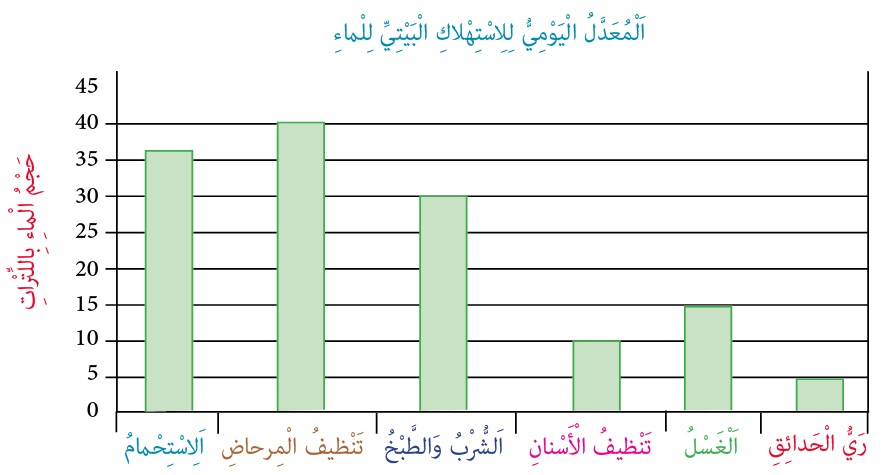 اَلْمُعَدَّلُ الْيَوْمِيُّ لِلِاسْتِهْلاكِ الْبَيْتِيِّ لِلْماءِ
حَجْمُ الْماءِ بِاللِّتْراتِ
45
40
35
30
25
20
15
10
5
0
اَلِاسْتِحْمامُ
تَنْظيفُ الْمِرحاضِ
اَلشُّرْبُ وَالطَّبْخُ
تَنْظيفُ الْأَسْنانِ
اَلْغَسْلُ
رَيُّ الْحَدائِقِ